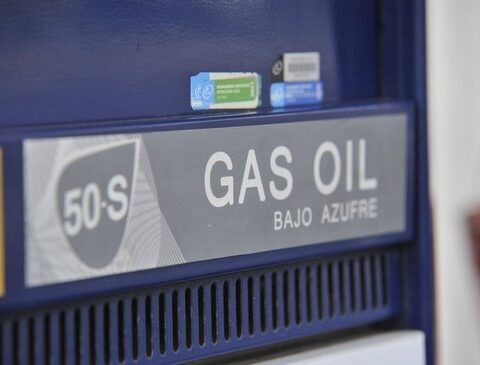 50-S
GAS OIL
BAJO AZUFRE